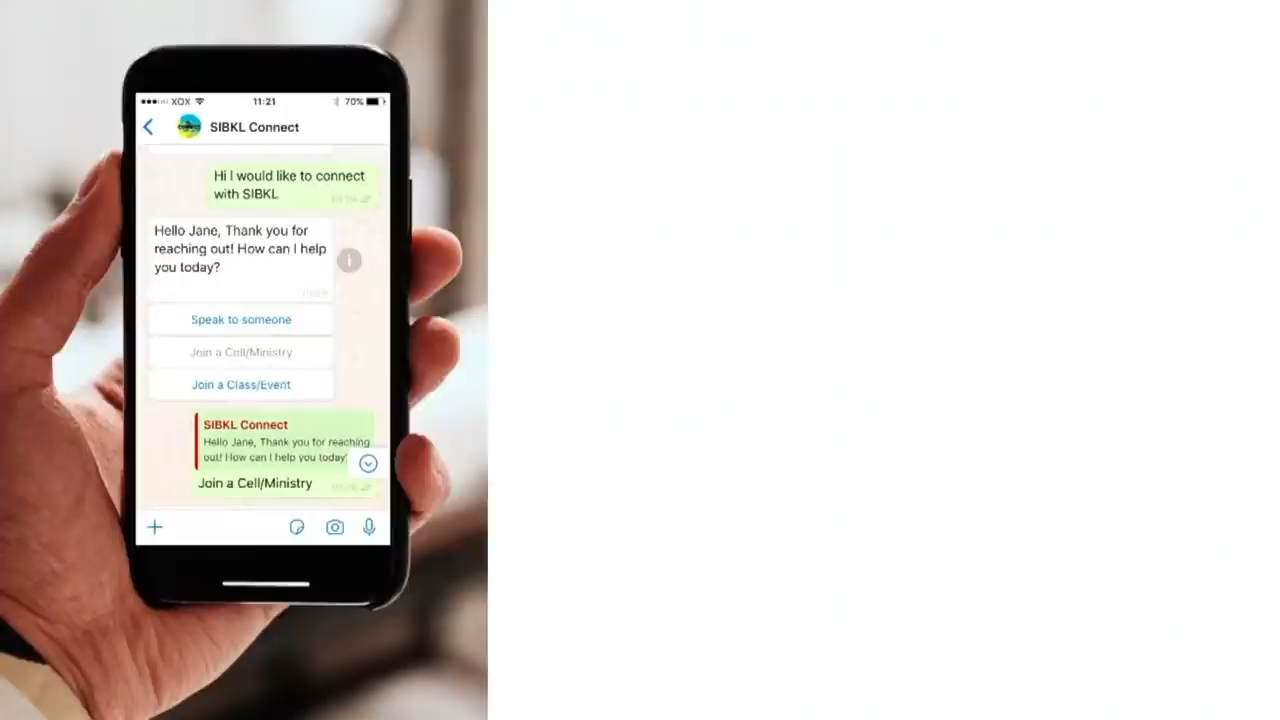 XOX
11:21
70%
SIBKL Connect
Hi I would like to connect
with SIBKL
Hello Jane, Thank you for
reaching out! How can I help
you today?
Speak to someone
Join a Cell/Ministry
Join a Class/Event
SIBKL Connect
Hello Jane, Thank you for reaching
out! How can I help you today
Join a Cell/Ministry